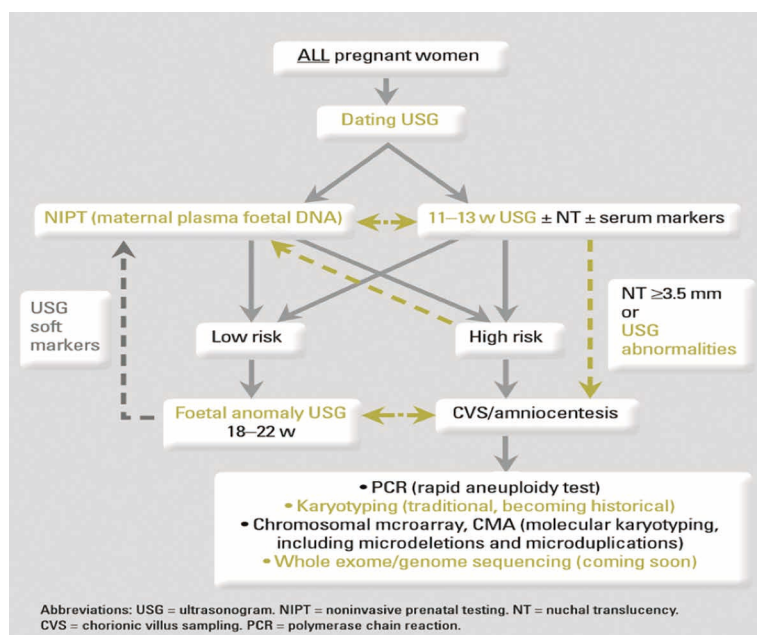 ALL pregnant women
Dating USG
NIPT (maternal plasma foetal DNA)
11–13 w USG ± NT ± serum markers
USG
soft
markers
NT ≥3.5 mm
or
USG
abnormalities
Low risk
High risk
Foetal anomaly USG
18–22 w
CVS/amniocentesis
• PCR (rapid aneuploidy test)
• Karyotyping (traditional, becoming historical)
• Chromosomal mcroarray, CMA (molecular karyotyping,
including microdeletions and microduplications)
• Whole exome/genome sequencing (coming soon)
Abbreviations: USG = ultrasonogram. NIPT = noninvasive prenatal testing. NT = nuchal translucency.
CVS = chorionic villus sampling. PCR = polymerase chain reaction.